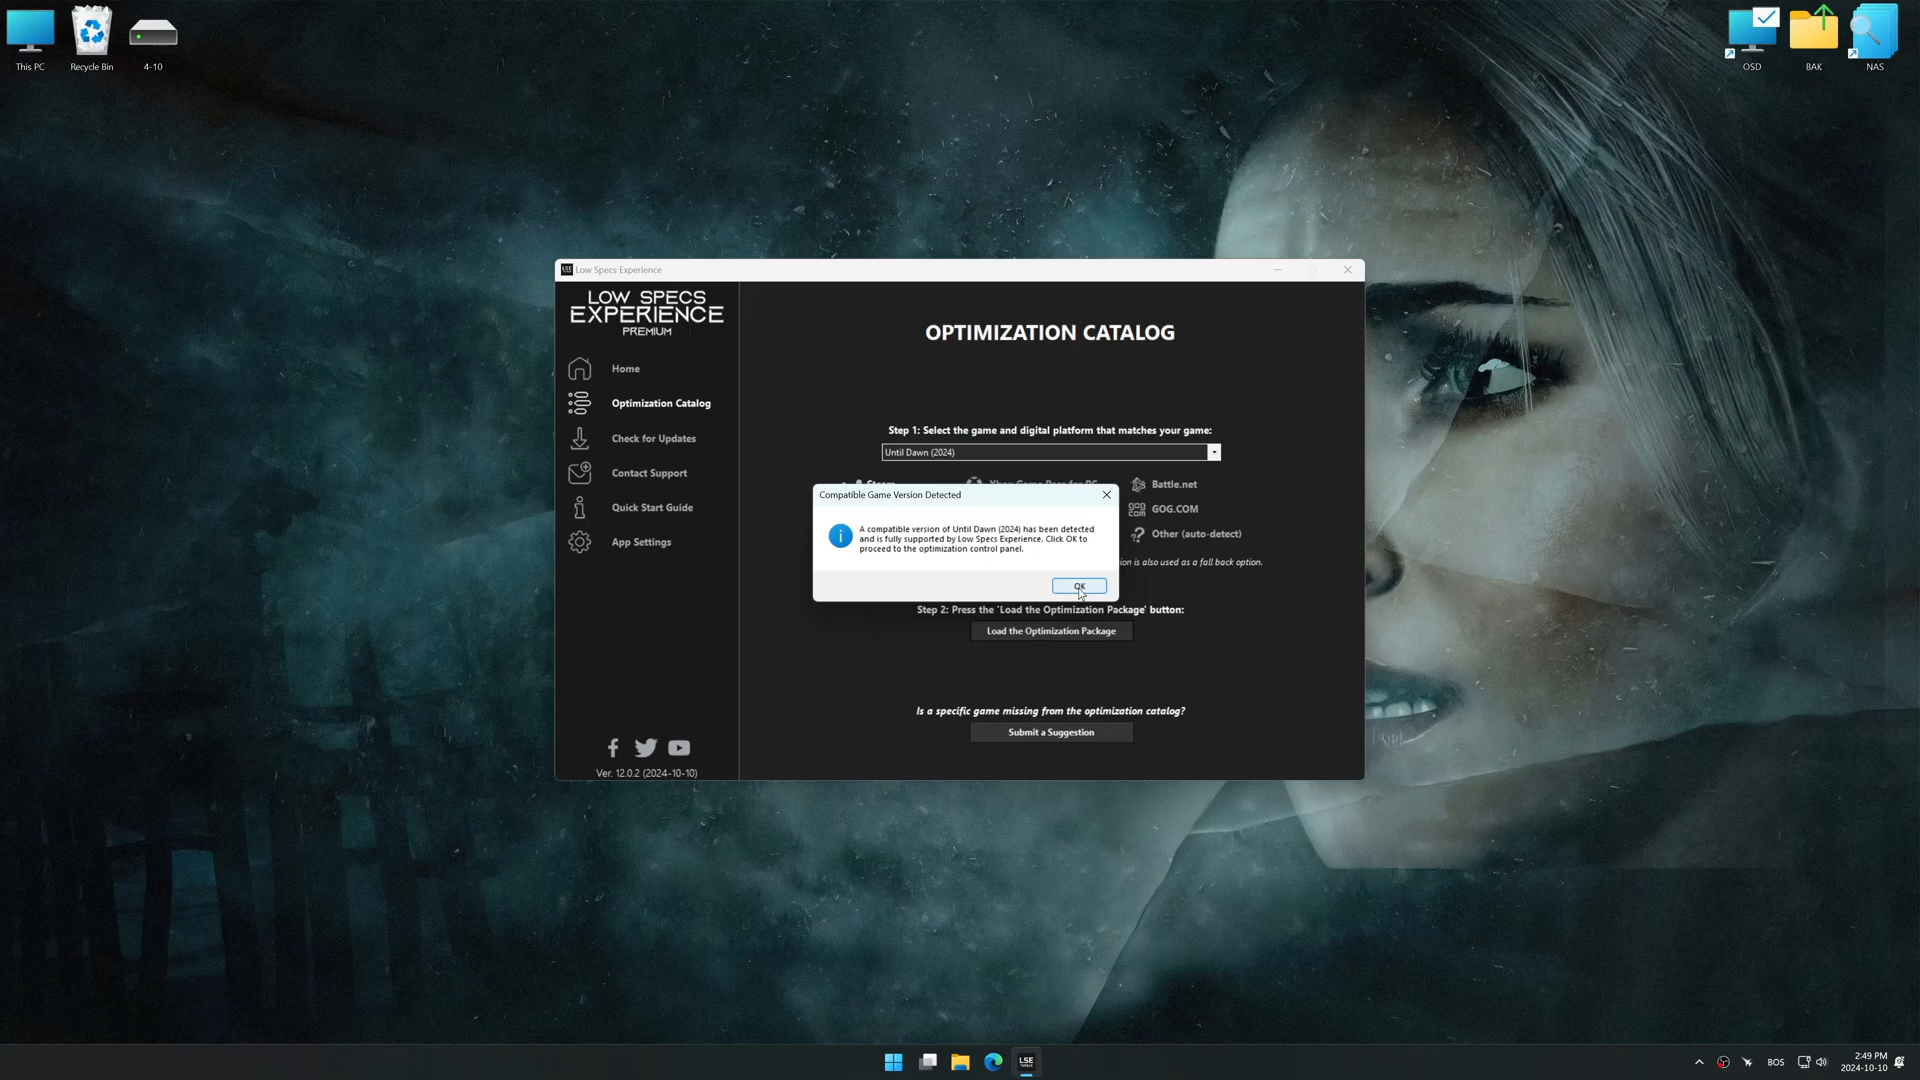 This PC
Recycle Bin
4-10
OSD
BAK
NAS
LSE
Low Specs Experience
LOW SPECS
EXPERIENCE
PREMIUM
Home
Optimization Catalog
Check for Updates
Contact Support
Quick Start Guide
App Settings
Ver. 12.0.2 (2024-10-10)
OPTIMIZATION CATALOG
Step 1: Select the game and digital platform that matches your game:
Until Dawn (2024)
Battle.net
GOG.COM
Other (auto-detect)
is also used as a fall back option.
Compatible Game Version Detected
A compatible version of Until Dawn (2024) has been detected
and is fully supported by Low Specs Experience. Click OK to
proceed to the optimization control panel.
OK
Step 2: Press the 'Load the Optimization Package' button:
Load the Optimization Package
Is a specific game missing from the optimization catalog?
Submit a Suggestion
LSE
BOS
2:49 PM
2024-10-10